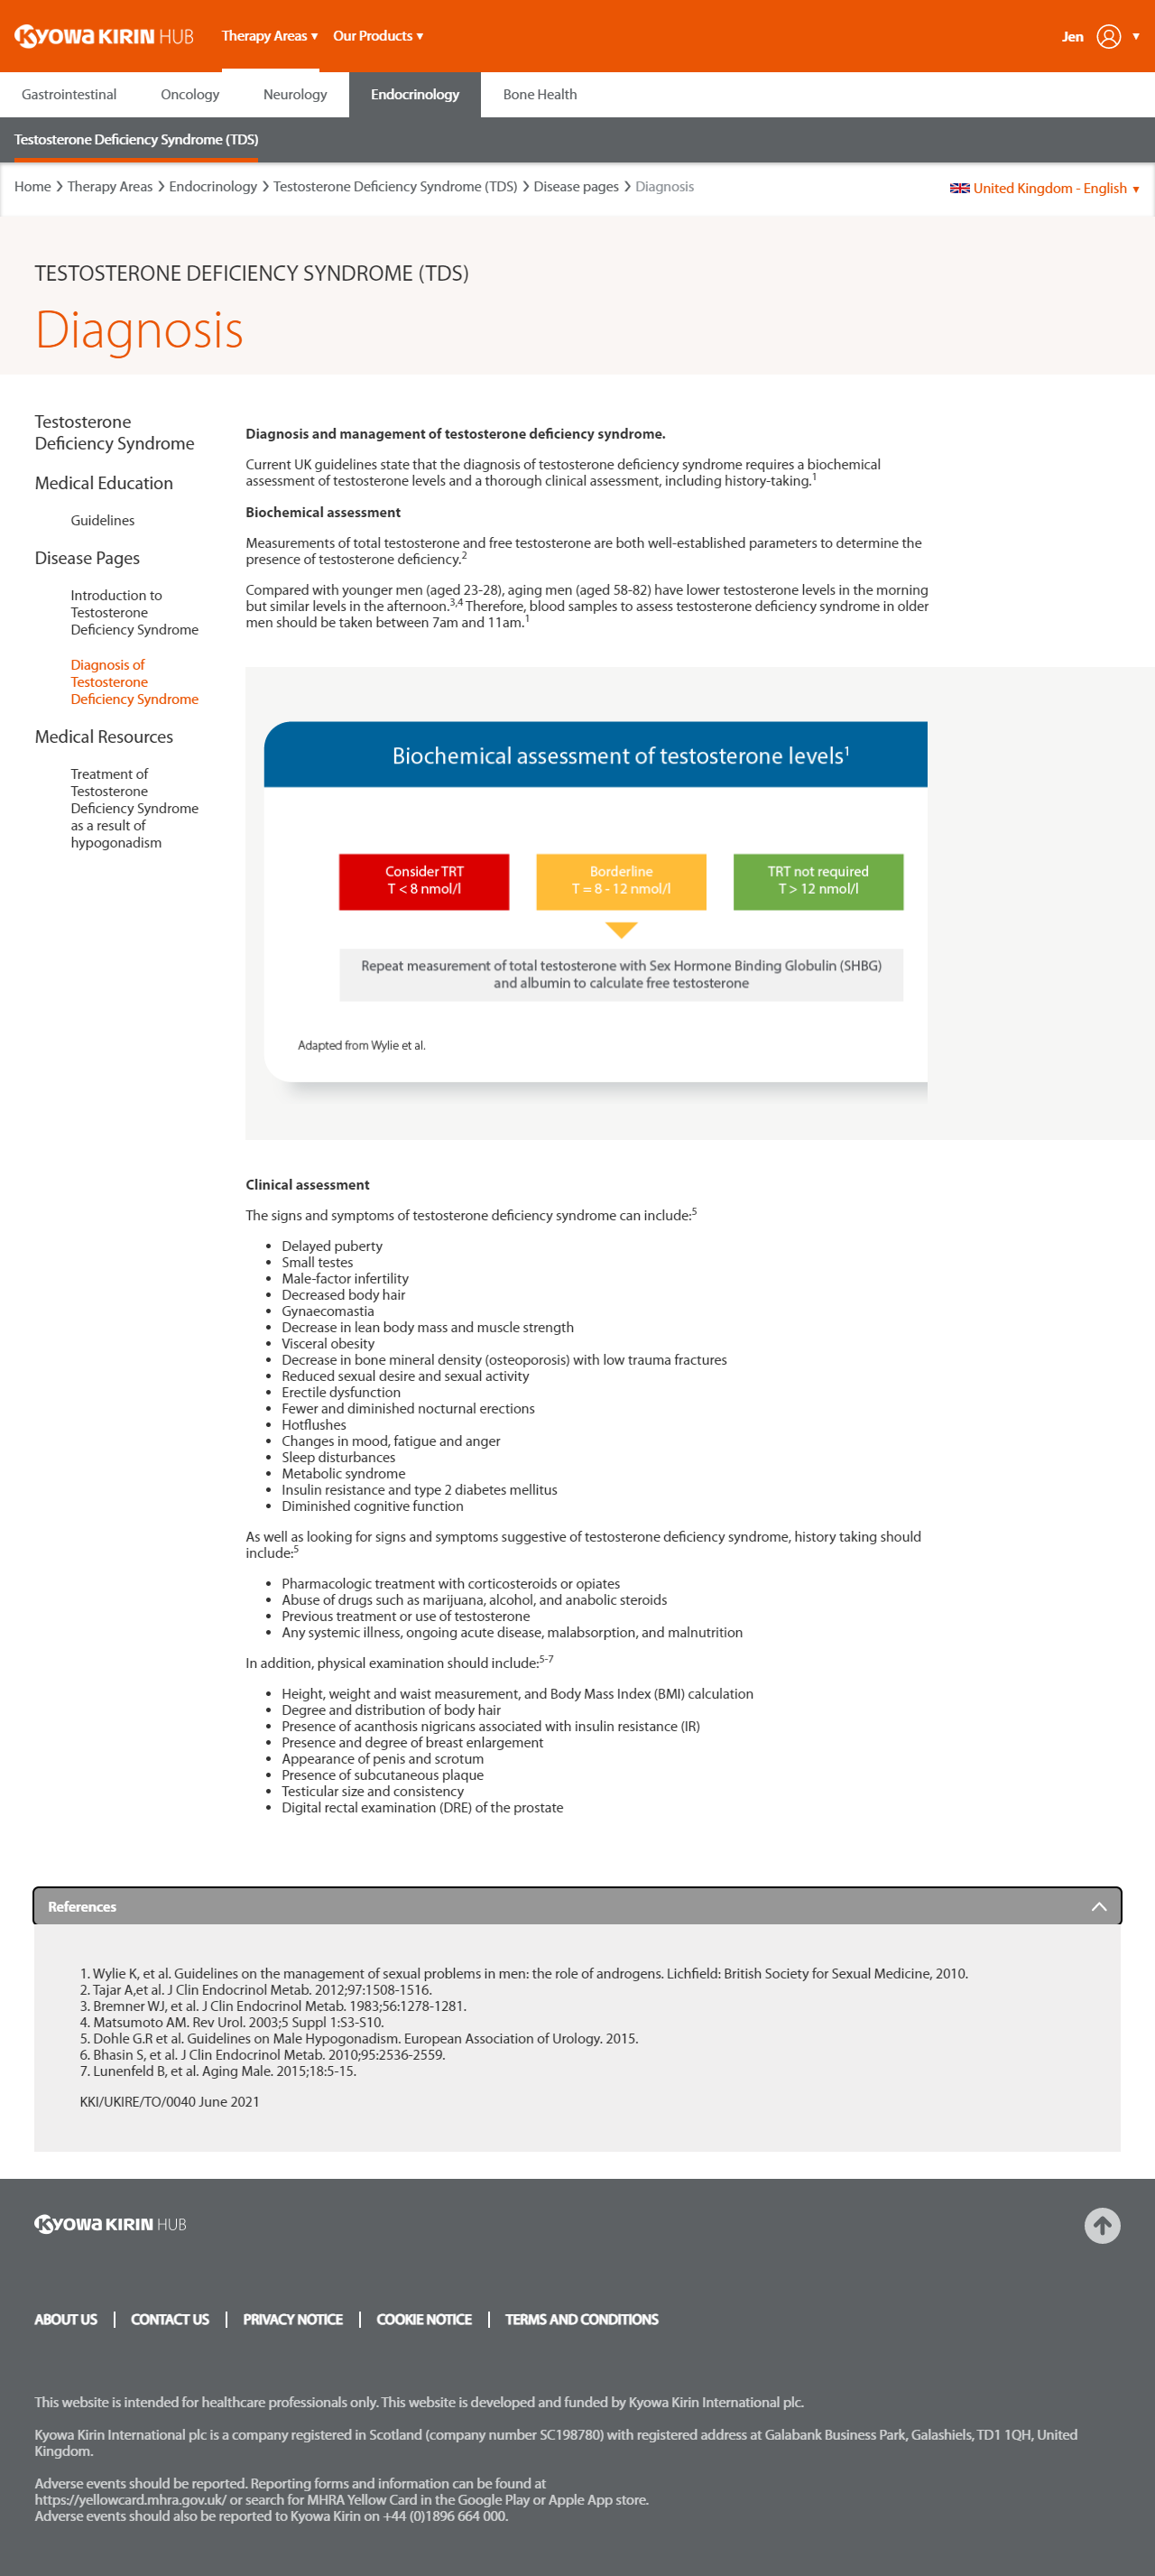 KYOWA KIRIN HUB
Therapy Areas ▼ Our Products ▼
Jen ▼
Gastrointestinal Oncology Neurology Endocrinology Bone Health
Testosterone Deficiency Syndrome (TDS)
Home > Therapy Areas > Endocrinology > Testosterone Deficiency Syndrome (TDS) > Disease pages > Diagnosis
United Kingdom - English ▼
TESTOSTERONE DEFICIENCY SYNDROME (TDS)
Diagnosis
Testosterone
Deficiency Syndrome
Medical Education
Guidelines
Disease Pages
Introduction to
Testosterone
Deficiency Syndrome
Diagnosis of
Testosterone
Deficiency Syndrome
Medical Resources
Treatment of
Testosterone
Deficiency Syndrome
as a result of
hypogonadism
Diagnosis and management of testosterone deficiency syndrome.
Current UK guidelines state that the diagnosis of testosterone deficiency syndrome requires a biochemical
assessment of testosterone levels and a thorough clinical assessment, including history-taking.1
Biochemical assessment
Measurements of total testosterone and free testosterone are both well-established parameters to determine the
presence of testosterone deficiency.2
Compared with younger men (aged 23-28), aging men (aged 58-82) have lower testosterone levels in the morning
but similar levels in the afternoon.3,4 Therefore, blood samples to assess testosterone deficiency syndrome in older
men should be taken between 7am and 11am.1
Biochemical assessment of testosterone levels1
Consider TRT
T < 8 nmol/l
Borderline
T = 8 - 12 nmol/l
TRT not required
T > 12 nmol/l
Repeat measurement of total testosterone with Sex Hormone Binding Globulin (SHBG)
and albumin to calculate free testosterone
Adapted from Wylie et al.
Clinical assessment
The signs and symptoms of testosterone deficiency syndrome can include:5
• Delayed puberty
• Small testes
• Male-factor infertility
• Decreased body hair
• Gynaecomastia
• Decrease in lean body mass and muscle strength
• Visceral obesity
• Decrease in bone mineral density (osteoporosis) with low trauma fractures
• Reduced sexual desire and sexual activity
• Erectile dysfunction
• Fewer and diminished nocturnal erections
• Hotflushes
• Changes in mood, fatigue and anger
• Sleep disturbances
• Metabolic syndrome
• Insulin resistance and type 2 diabetes mellitus
• Diminished cognitive function
As well as looking for signs and symptoms suggestive of testosterone deficiency syndrome, history taking should
include:5
• Pharmacologic treatment with corticosteroids or opiates
• Abuse of drugs such as marijuana, alcohol, and anabolic steroids
• Previous treatment or use of testosterone
• Any systemic illness, ongoing acute disease, malabsorption, and malnutrition
In addition, physical examination should include:5-7
• Height, weight and waist measurement, and Body Mass Index (BMI) calculation
• Degree and distribution of body hair
• Presence of acanthosis nigricans associated with insulin resistance (IR)
• Presence and degree of breast enlargement
• Appearance of penis and scrotum
• Presence of subcutaneous plaque
• Testicular size and consistency
• Digital rectal examination (DRE) of the prostate
References
1. Wylie K, et al. Guidelines on the management of sexual problems in men: the role of androgens. Lichfield: British Society for Sexual Medicine, 2010.
2. Tajar A,et al. J Clin Endocrinol Metab. 2012;97:1508-1516.
3. Bremner WJ, et al. J Clin Endocrinol Metab. 1983;56:1278-1281.
4. Matsumoto AM. Rev Urol. 2003;5 Suppl 1:S3-S10.
5. Dohle G.R et al. Guidelines on Male Hypogonadism. European Association of Urology. 2015.
6. Bhasin S, et al. J Clin Endocrinol Metab. 2010;95:2536-2559.
7. Lunenfeld B, et al. Aging Male. 2015;18:5-15.
KKI/UKIRE/TO/0040 June 2021
KYOWA KIRIN HUB
ABOUT US | CONTACT US | PRIVACY NOTICE | COOKIE NOTICE | TERMS AND CONDITIONS
This website is intended for healthcare professionals only. This website is developed and funded by Kyowa Kirin International plc.
Kyowa Kirin International plc is a company registered in Scotland (company number SC198780) with registered address at Galabank Business Park, Galashiels, TD1 1QH, United
Kingdom.
Adverse events should be reported. Reporting forms and information can be found at
https://yellowcard.mhra.gov.uk/ or search for MHRA Yellow Card in the Google Play or Apple App store.
Adverse events should also be reported to Kyowa Kirin on +44 (0)1896 664 000.